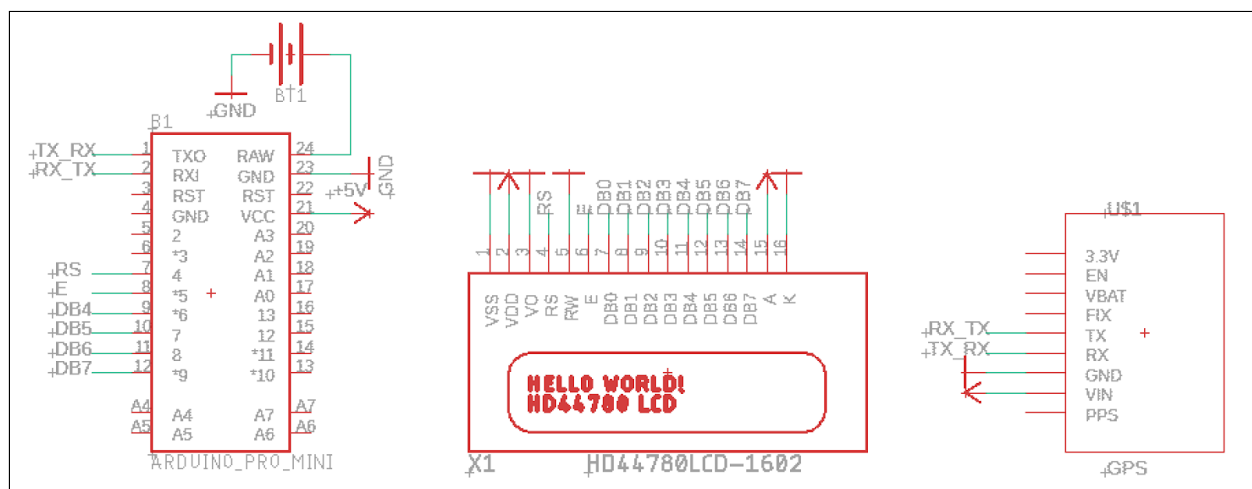 BT1
GND
B1
TX_RX 1 TXO RAW 24
RX_TX 2 RXI GND 23 GND
3 RST RST 22 +5V
4 GND VCC 21
5 2 A3 20
6 *3 A2 19
RS 7 4 A1 18
E 8 *5 A0 17
DB4 9 *6 13 16
DB5 10 7 12 15
DB6 11 8 *11 14
DB7 12 *9 *10 13
A4 A4 A7 A7
A5 A5 A6 A6
ARDUINO_PRO_MINI
RS E DB0 DB1 DB2 DB3 DB4 DB5 DB6 DB7
1 2 3 4 5 6 7 8 9 10 11 12 13 14 15 16
VSS VDD VO RS RW E DB0 DB1 DB2 DB3 DB4 DB5 DB6 DB7 A K
HELLO WORLD!
HD44780 LCD
X1 HD44780LCD-1602
U$1
3.3V
EN
VBAT
FIX
RX_TX TX
TX_RX RX
GND
VIN
PPS
GPS